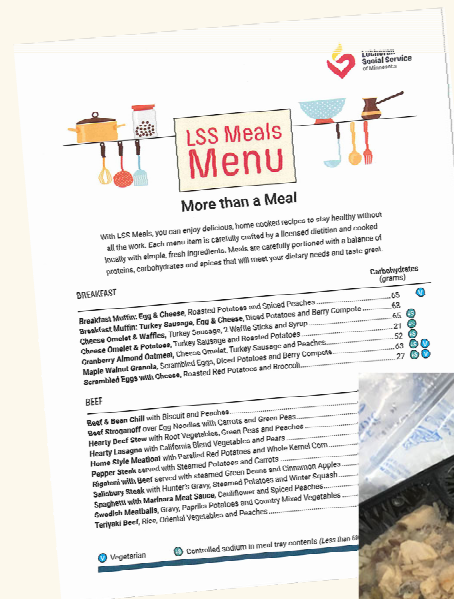 Lutheran
Social Service
of Minnesota
LSS Meals
Menu
More than a Meal
With LSS Meals, you can enjoy delicious, home cooked recipes to stay healthy without
all the work. Each menu item is carefully crafted by a licensed dietitian and cooked
locally with simple, fresh ingredients. Meals are carefully portioned with a balance of
proteins, carbohydrates and spices that will meet your dietary needs and taste great.
BREAKFAST
Carbohydrates
(grams)
Breakfast Muffin: Egg & Cheese, Roasted Potatoes and Spiced Peaches 65 V
Breakfast Muffin: Turkey Sausage, Egg & Cheese, Diced Potatoes and Berry Compote 68
Cheese Omelet & Waffles, Turkey Sausage, 2 Waffle Sticks and Syrup 65
Cheese Omelet & Potatoes, Turkey Sausage and Roasted Potatoes 21
Cranberry Almond Oatmeal, Cheese Omelet, Turkey Sausage and Peaches 52
Maple Walnut Granola, Scrambled Eggs, Diced Potatoes and Berry Compote 63 V
Scrambled Eggs with Cheese, Roasted Red Potatoes and Broccoli 27 V
BEEF
Beef & Bean Chili with Biscuit and Peaches
Beef Stroganoff over Egg Noodles with Carrots and Green Peas
Hearty Beef Stew with Root Vegetables, Green Peas and Peaches
Hearty Lasagna with California Blend Vegetables and Pears
Home Style Meatloaf with Parslied Red Potatoes and Whole Kernel Corn
Pepper Steak served with Steamed Potatoes and Carrots
Rigatoni with Beef served with steamed Green Beans and Cinnamon Apples
Salisbury Steak with Hunter's Gravy, Steamed Potatoes and Winter Squash
Spaghetti with Marinara Meat Sauce, Cauliflower and Spiced Peaches
Swedish Meatballs, Gravy, Paprika Potatoes and Country Mixed Vegetables
Teriyaki Beef, Rice, Oriental Vegetables and Peaches
V Vegetarian
Controlled sodium in meal tray contents (Less than